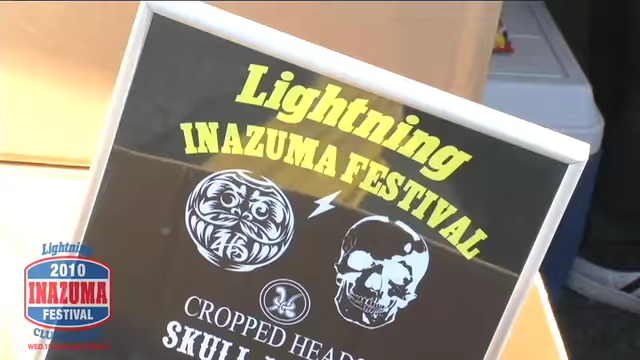 Lightning
INAZUMA FESTIVAL
CROPPED HEADS
SKULL
Lightning
2010
INAZUMA
FESTIVAL